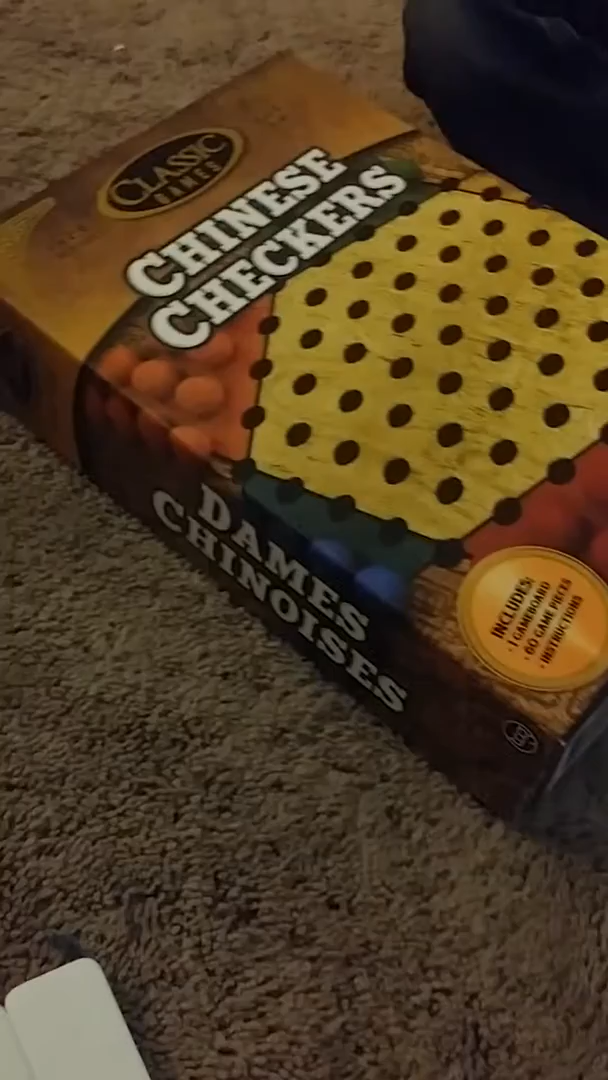 CLASSIC
GAMES
CHINESE
CHECKERS
DAMES
CHINOISES
INCLUDES:
• 1 GAMEBOARD
• 60 GAME PIECES
• INSTRUCTIONS